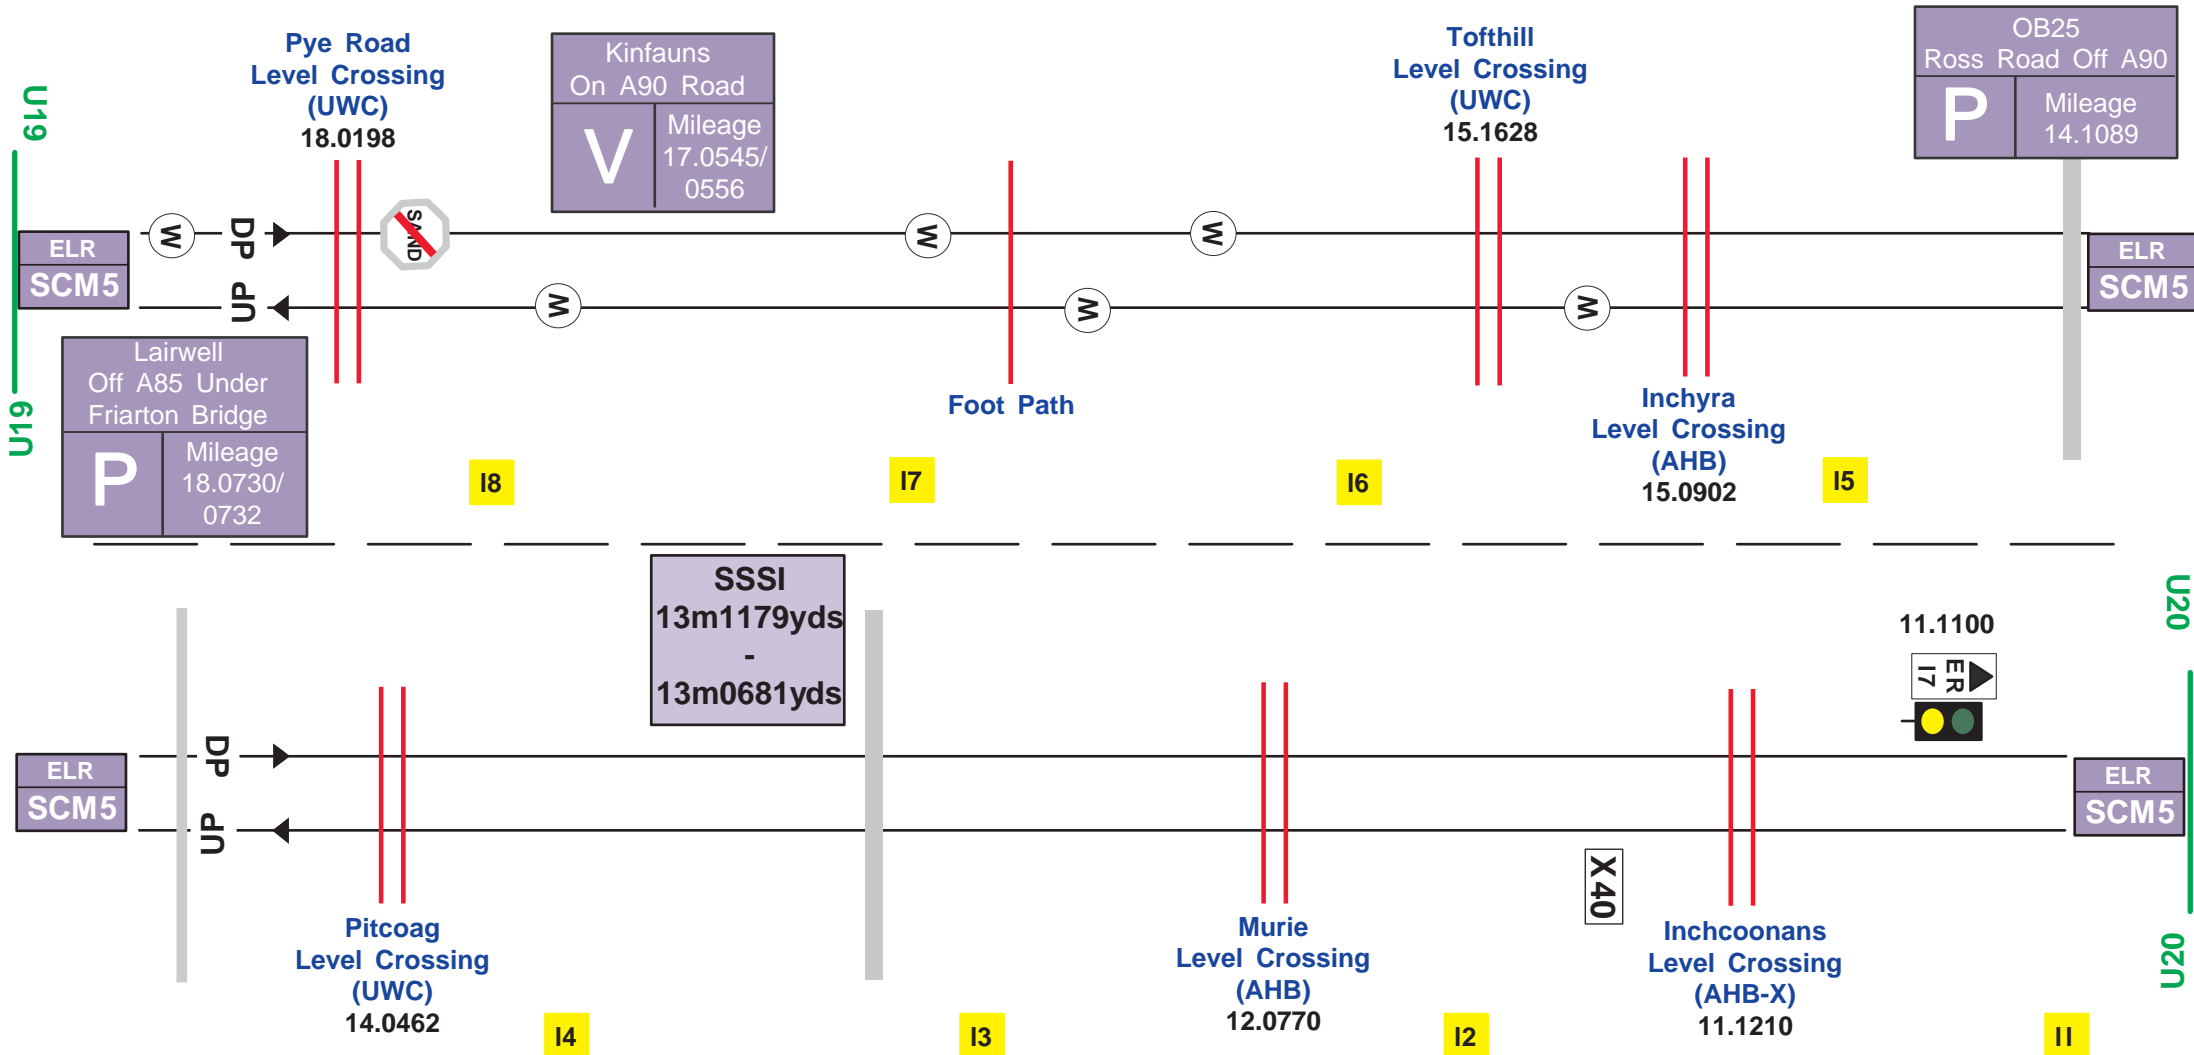 U19
Pye Road
Level Crossing
(UWC)
18.0198
Kinfauns
On A90 Road
V
Mileage
17.0545/
0556
Tofthill
Level Crossing
(UWC)
15.1628
OB25
Ross Road Off A90
P
Mileage
14.1089
ELR
SCM5
W
DP
SAND
W
W
ELR
SCM5
UP
W
W
W
U19
Lairwell
Off A85 Under
Friarton Bridge
P
Mileage
18.0730/
0732
Foot Path
Inchyra
Level Crossing
(AHB)
15.0902
I8
I7
I6
I5
SSSI
13m1179yds
-
13m0681yds
U20
11.1100
ER
I7
ELR
SCM5
DP
UP
ELR
SCM5
X 40
Pitcoag
Level Crossing
(UWC)
14.0462
Murie
Level Crossing
(AHB)
12.0770
Inchcoonans
Level Crossing
(AHB-X)
11.1210
U20
I4
I3
I2
I1